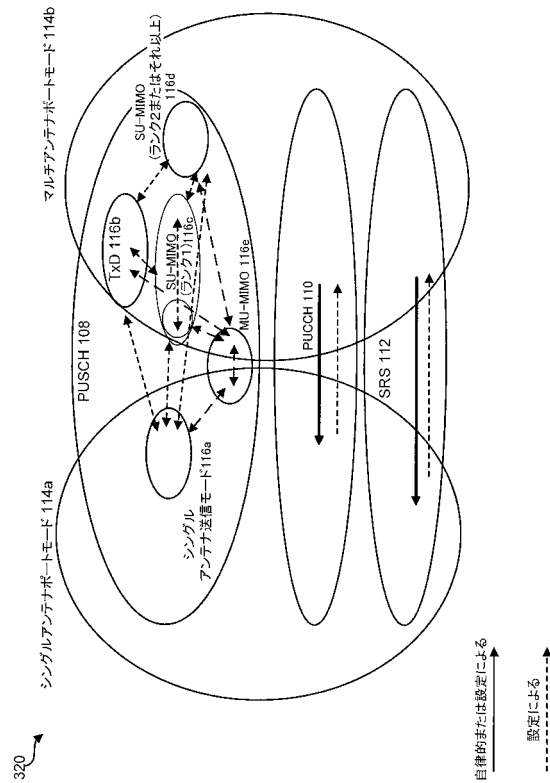 320
シングルアンテナポートモード 114a
マルチアンテナポートモード 114b
PUSCH 108
シングル
アンテナ送信モード116a
TxD 116b
SU-MIMO
(ランク1)116c
SU-MIMO
(ランク2またはそれ以上)
116d
MU-MIMO 116e
PUCCH 110
SRS 112
自律的または設定による
設定による